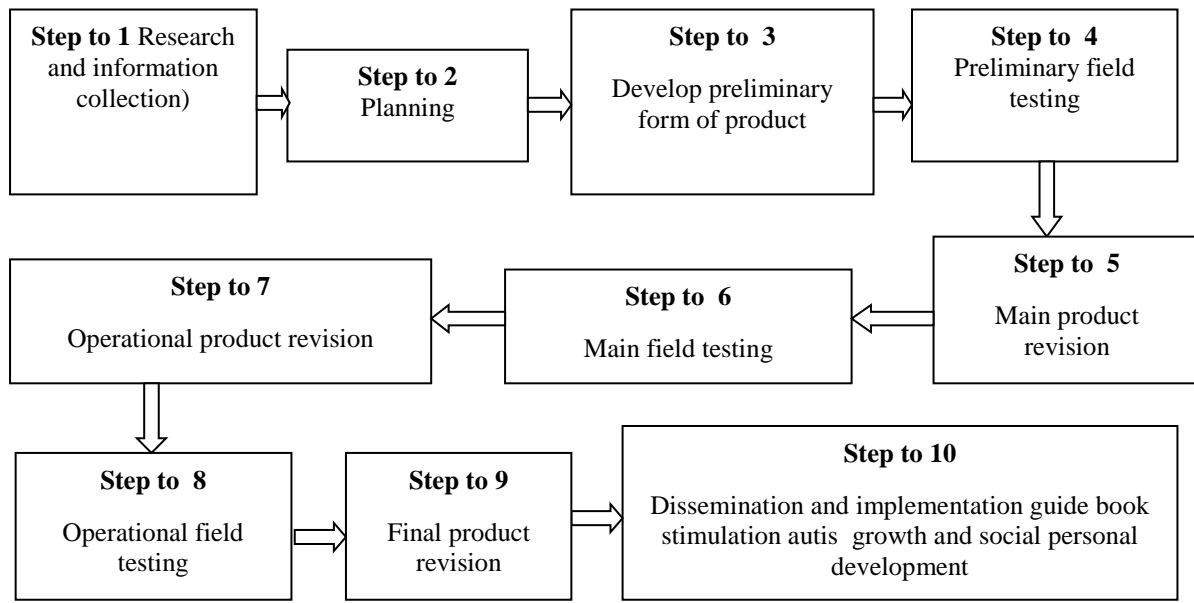 Step to 1 Research
and information
collection)
Step to 2
Planning
Step to 3
Develop preliminary
form of product
Step to 4
Preliminary field
testing
Step to 5
Main product
revision
Step to 6
Main field testing
Step to 7
Operational product revision
Step to 8
Operational field
testing
Step to 9
Final product
revision
Step to 10
Dissemination and implementation guide book
stimulation autis growth and social personal
development